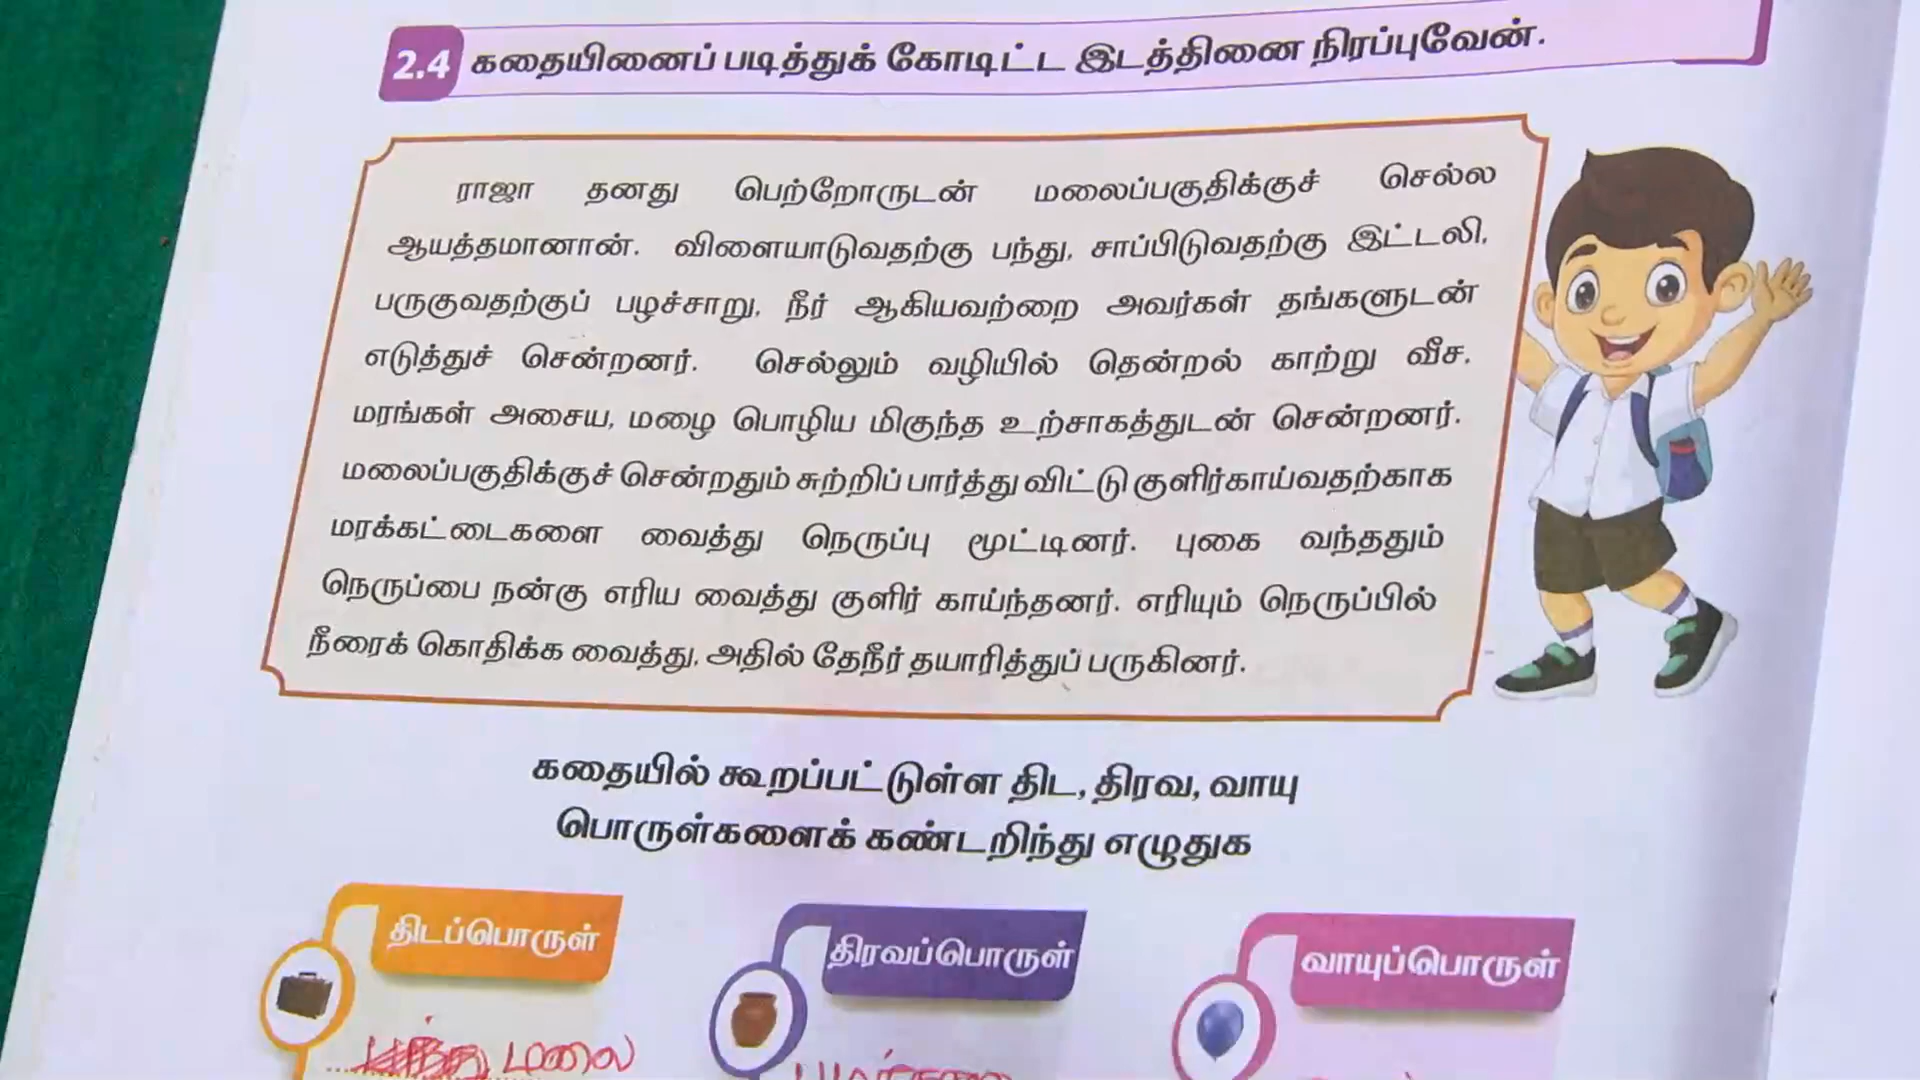 2.4 கதையினைப் படித்துக் கோடிட்ட இடத்தினை நிரப்புவேன்.
ராஜா தனது பெற்றோருடன் மலைப்பகுதிக்குச் செல்ல
ஆயத்தமானான். விளையாடுவதற்கு பந்து, சாப்பிடுவதற்கு இட்டலி,
பருகுவதற்குப் பழச்சாறு, நீர் ஆகியவற்றை அவர்கள் தங்களுடன்
எடுத்துச் சென்றனர். செல்லும் வழியில் தென்றல் காற்று வீச,
மரங்கள் அசைய, மழை பொழிய மிகுந்த உற்சாகத்துடன் சென்றனர்.
மலைப்பகுதிக்குச் சென்றதும் சுற்றிப் பார்த்து விட்டு குளிர்காய்வதற்காக
மரக்கட்டைகளை வைத்து நெருப்பு மூட்டினர். புகை வந்ததும்
நெருப்பை நன்கு எரிய வைத்து குளிர் காய்ந்தனர். எரியும் நெருப்பில்
நீரைக் கொதிக்க வைத்து, அதில் தேநீர் தயாரித்துப் பருகினர்.
கதையில் கூறப்பட்டுள்ள திட, திரவ, வாயு
பொருள்களைக் கண்டறிந்து எழுதுக
திடப்பொருள் திரவப்பொருள் வாயுப்பொருள்
மலை